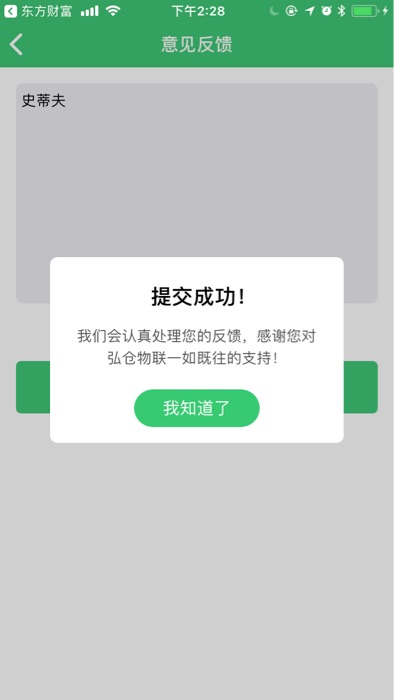 东方财富
下午2:28
意见反馈
史蒂夫
提交成功！
我们会认真处理您的反馈，感谢您对
弘仓物联一如既往的支持！
我知道了